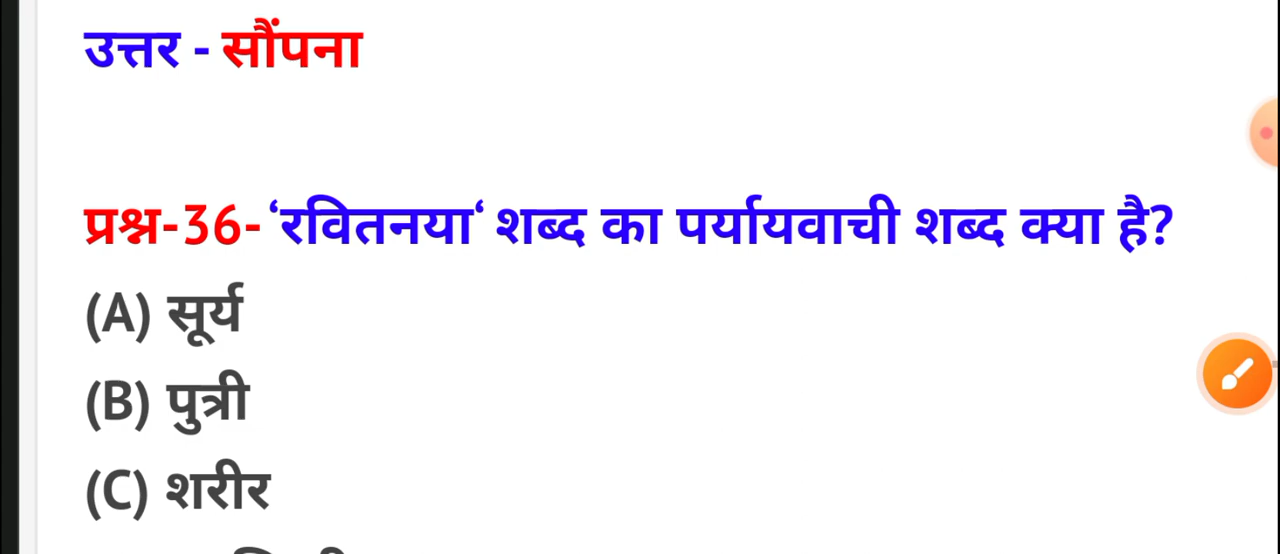 उत्तर - सौंपना
प्रश्न-36- ‘रवितनया‘ शब्द का पर्यायवाची शब्द क्या है?
(A) सूर्य
(B) पुत्री
(C) शरीर